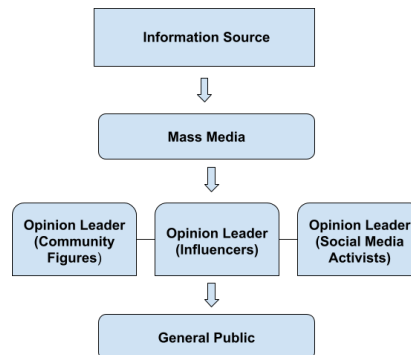 Information Source
Mass Media
Opinion Leader
(Community
Figures)
Opinion Leader
(Influencers)
Opinion Leader
(Social Media
Activists)
General Public